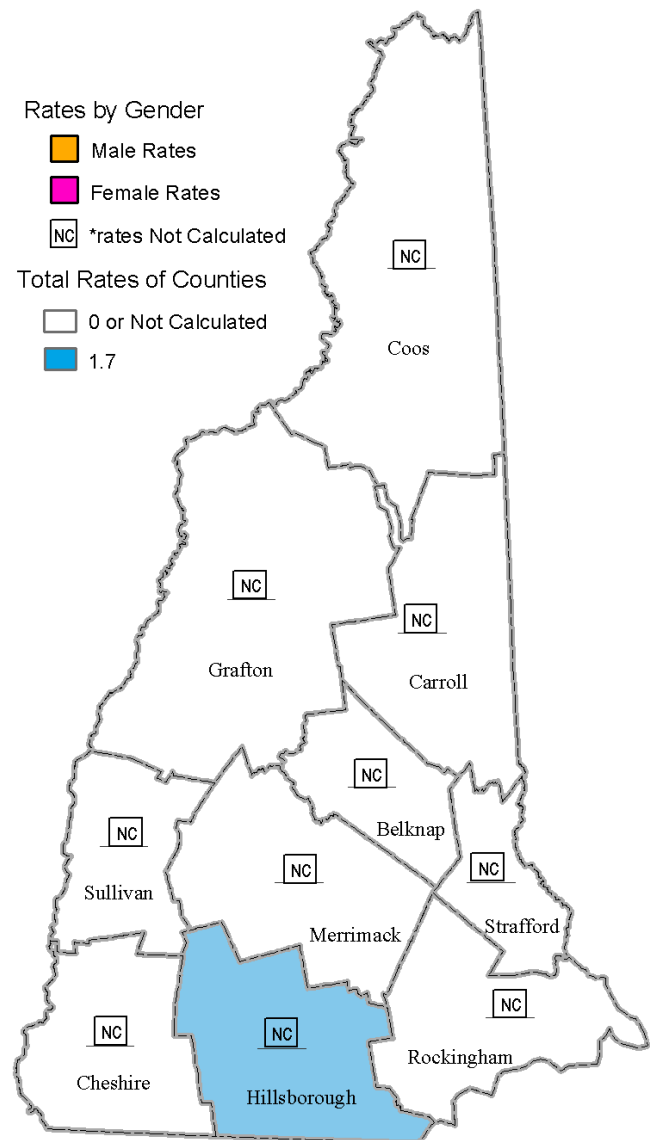 Rates by Gender
Male Rates
Female Rates
NC *rates Not Calculated
Total Rates of Counties
0 or Not Calculated
1.7
NC
Coos
NC
Grafton
NC
Carroll
NC
Belknap
NC
Sullivan
NC
Merrimack
NC
Strafford
NC
Rockingham
NC
Cheshire
NC
Hillsborough